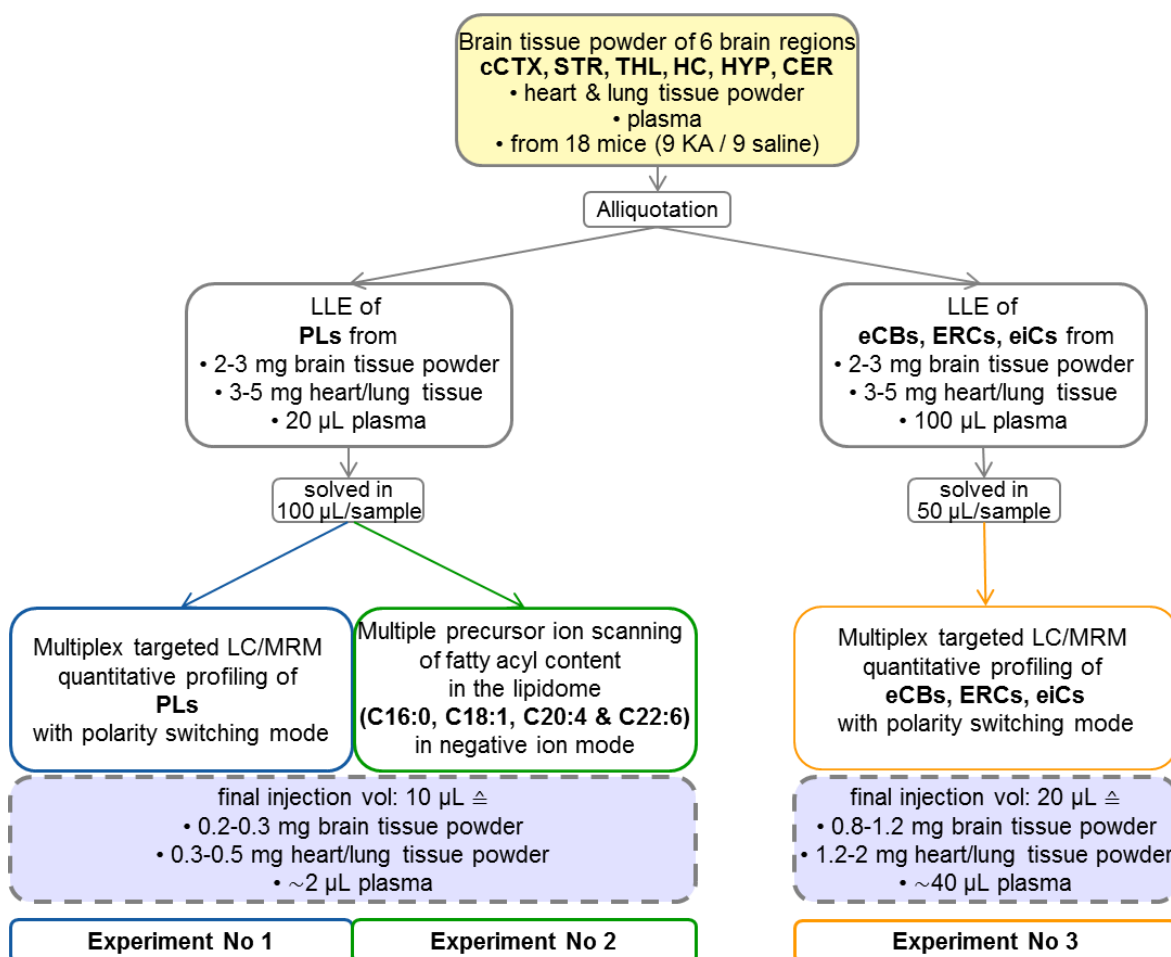 Brain tissue powder of 6 brain regions
cCTX, STR, THL, HC, HYP, CER
• heart & lung tissue powder
• plasma
• from 18 mice (9 KA / 9 saline)
Alliquotation
LLE of
PLs from
• 2-3 mg brain tissue powder
• 3-5 mg heart/lung tissue
• 20 µL plasma
LLE of
eCBs, ERCs, eiCs from
• 2-3 mg brain tissue powder
• 3-5 mg heart/lung tissue
• 100 µL plasma
solved in
100 µL/sample
solved in
50 µL/sample
Multiplex targeted LC/MRM
quantitative profiling of
PLs
with polarity switching mode
Multiple precursor ion scanning
of fatty acyl content
in the lipidome
(C16:0, C18:1, C20:4 & C22:6)
in negative ion mode
Multiplex targeted LC/MRM
quantitative profiling of
eCBs, ERCs, eiCs
with polarity switching mode
final injection vol: 10 µL ≙
• 0.2-0.3 mg brain tissue powder
• 0.3-0.5 mg heart/lung tissue powder
• ~2 µL plasma
final injection vol: 20 µL ≙
• 0.8-1.2 mg brain tissue powder
• 1.2-2 mg heart/lung tissue powder
• ~40 µL plasma
Experiment No 1
Experiment No 2
Experiment No 3